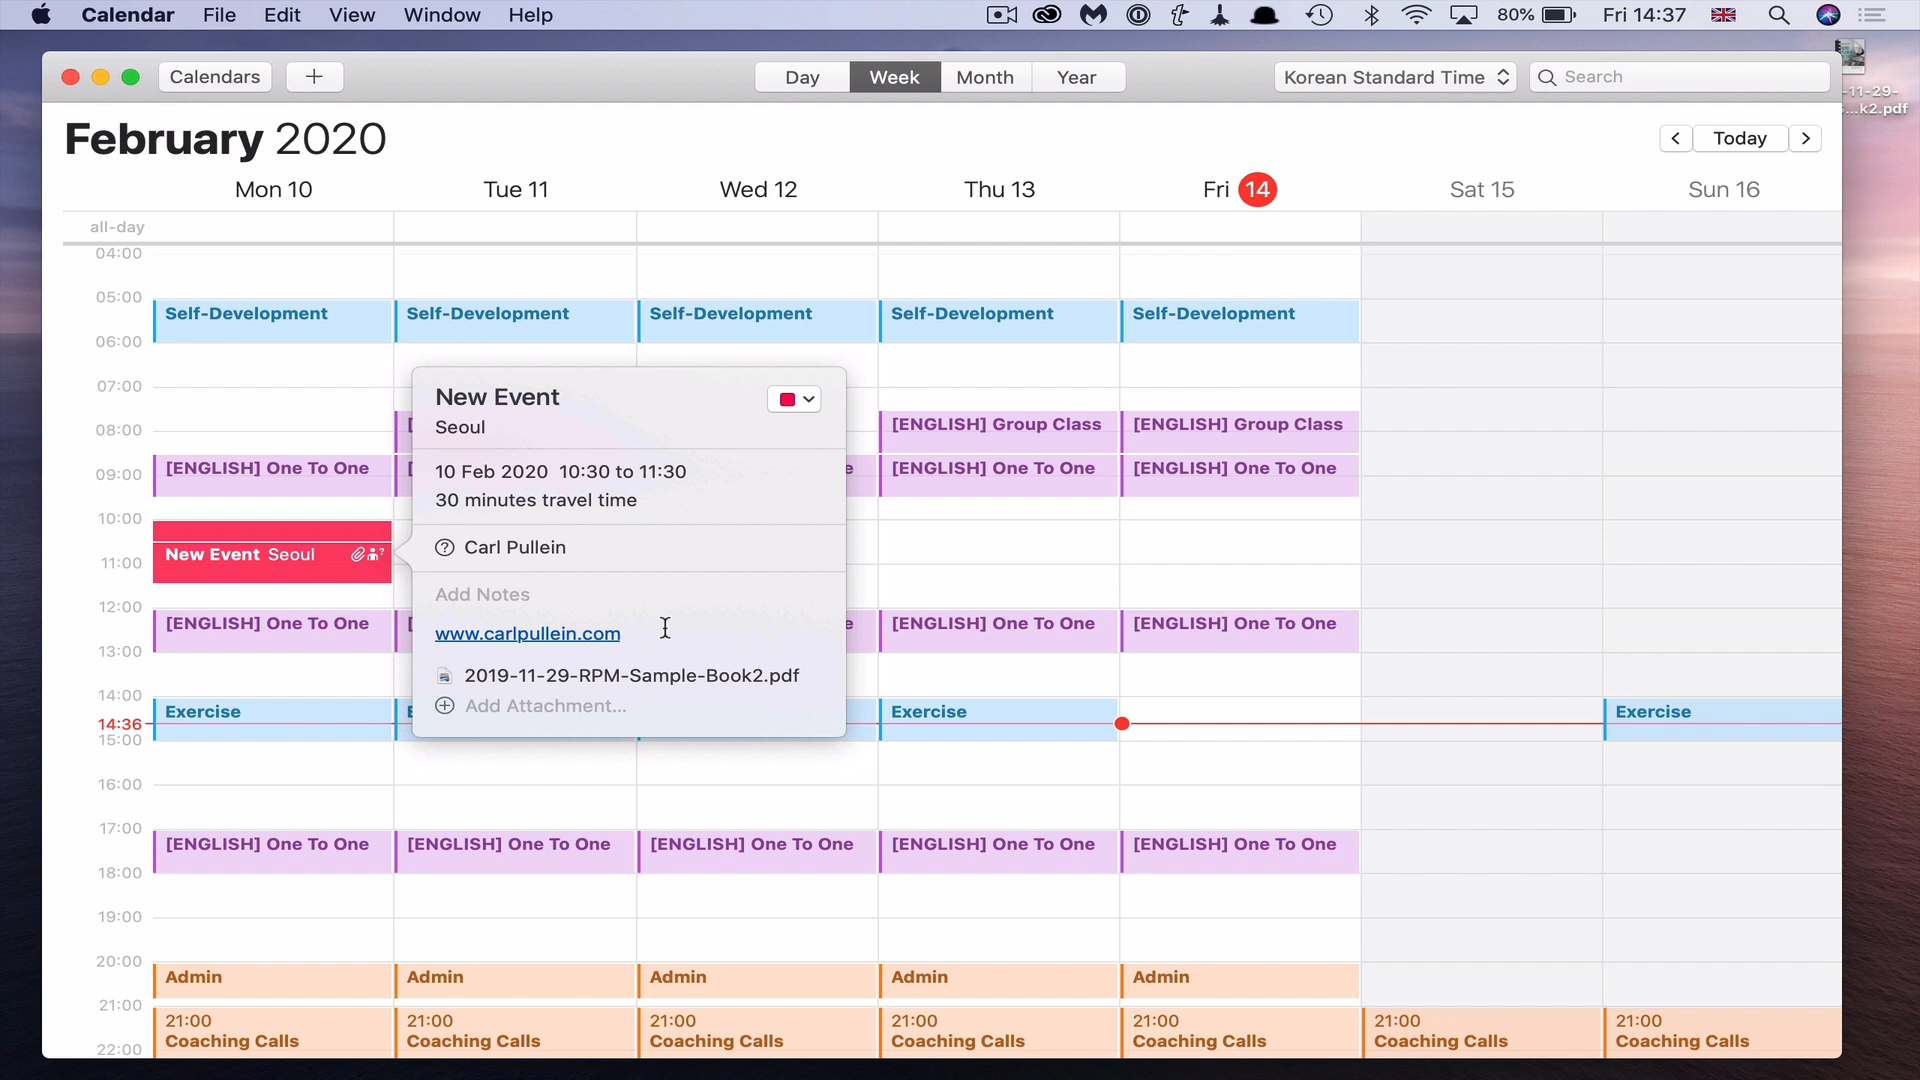 Calendar File Edit View Window Help 80% Fri 14:37
Calendars Day Week Month Year Korean Standard Time Search
11-29-
...k2.pdf
February 2020
Today
Mon 10 Tue 11 Wed 12 Thu 13 Fri 14 Sat 15 Sun 16
all-day
04:00
05:00
Self-Development Self-Development Self-Development Self-Development Self-Development
06:00
07:00
New Event
Seoul
08:00
[ [ENGLISH] Group Class [ENGLISH] Group Class
09:00
[ENGLISH] One To One [ e [ENGLISH] One To One [ENGLISH] One To One
10 Feb 2020 10:30 to 11:30
30 minutes travel time
10:00
New Event Seoul
11:00
Carl Pullein
Add Notes
12:00
[ENGLISH] One To One [ e [ENGLISH] One To One [ENGLISH] One To One
www.carlpullein.com
13:00
2019-11-29-RPM-Sample-Book2.pdf
14:00
Add Attachment...
Exercise E Exercise Exercise
14:36
15:00
16:00
17:00
[ENGLISH] One To One [ENGLISH] One To One [ENGLISH] One To One [ENGLISH] One To One [ENGLISH] One To One
18:00
19:00
20:00
Admin Admin Admin Admin Admin
21:00
21:00 21:00 21:00 21:00 21:00 21:00 21:00
Coaching Calls Coaching Calls Coaching Calls Coaching Calls Coaching Calls Coaching Calls Coaching Calls
22:00